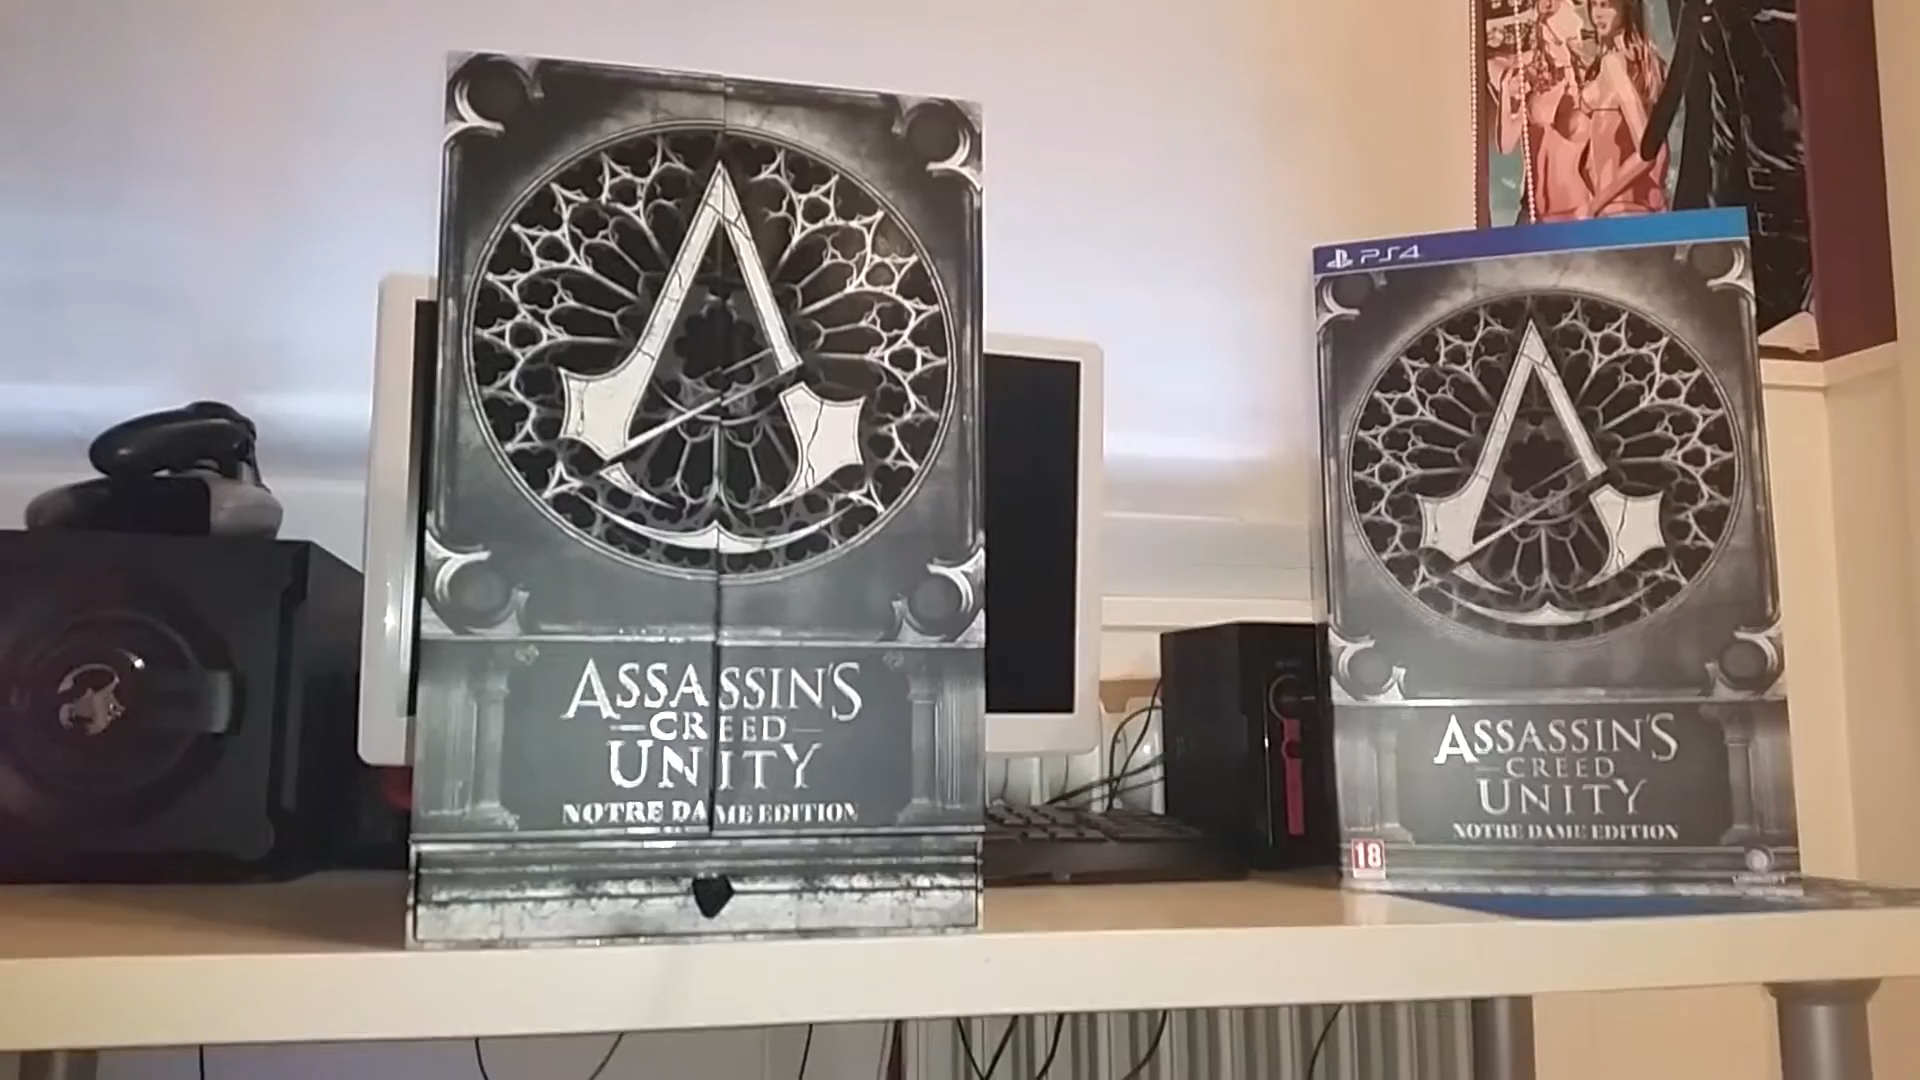 ASSASSIN'S
CREED
UNITY
NOTRE DAME EDITION
PS4
ASSASSIN'S
CREED
UNITY
NOTRE DAME EDITION
18